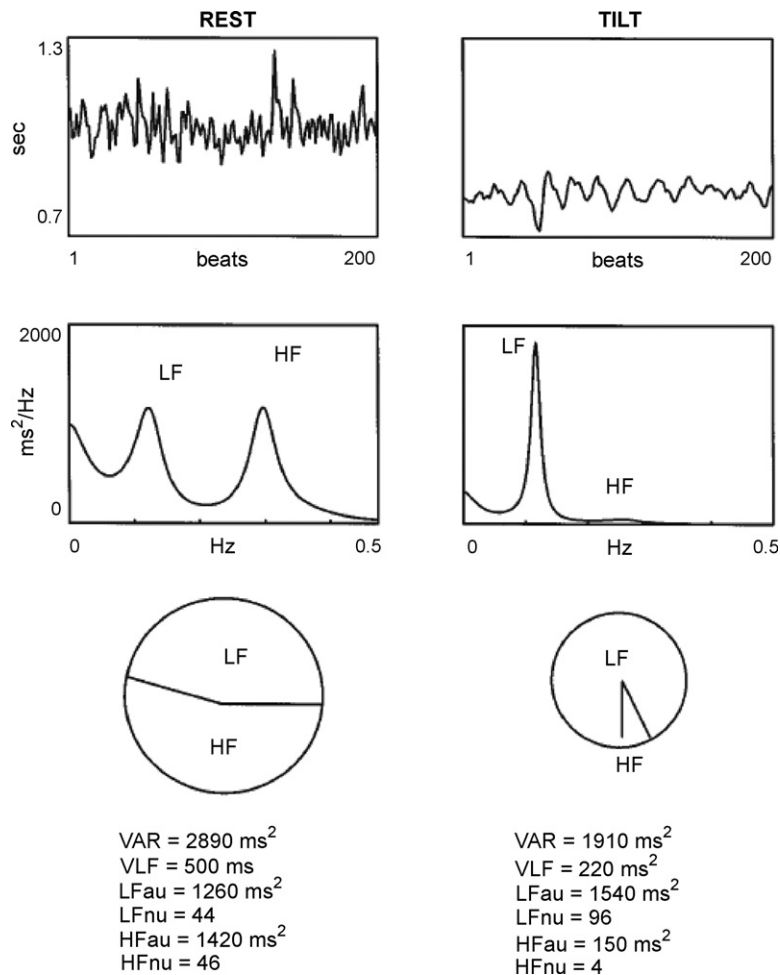 REST
1.3
sec
0.7
1 beats 200
TILT
1 beats 200
2000
ms²/Hz
0
LF
HF
0 Hz 0.5
LF
HF
0 Hz 0.5
LF
HF
LF
HF
VAR = 2890 ms²
VLF = 500 ms
LFau = 1260 ms²
LFnu = 44
HFau = 1420 ms²
HFnu = 46
VAR = 1910 ms²
VLF = 220 ms²
LFau = 1540 ms²
LFnu = 96
HFau = 150 ms²
HFnu = 4